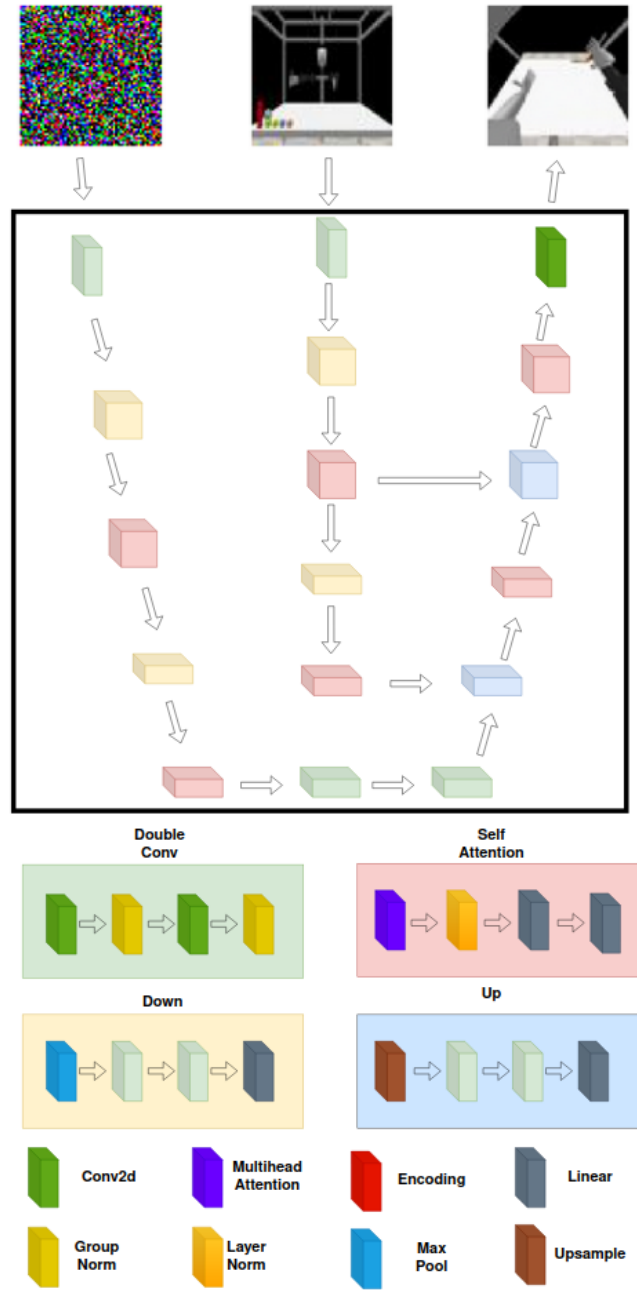 Double
Conv
Self
Attention
Down
Up
Conv2d
Multihead
Attention
Encoding
Linear
Group
Norm
Layer
Norm
Max
Pool
Upsample